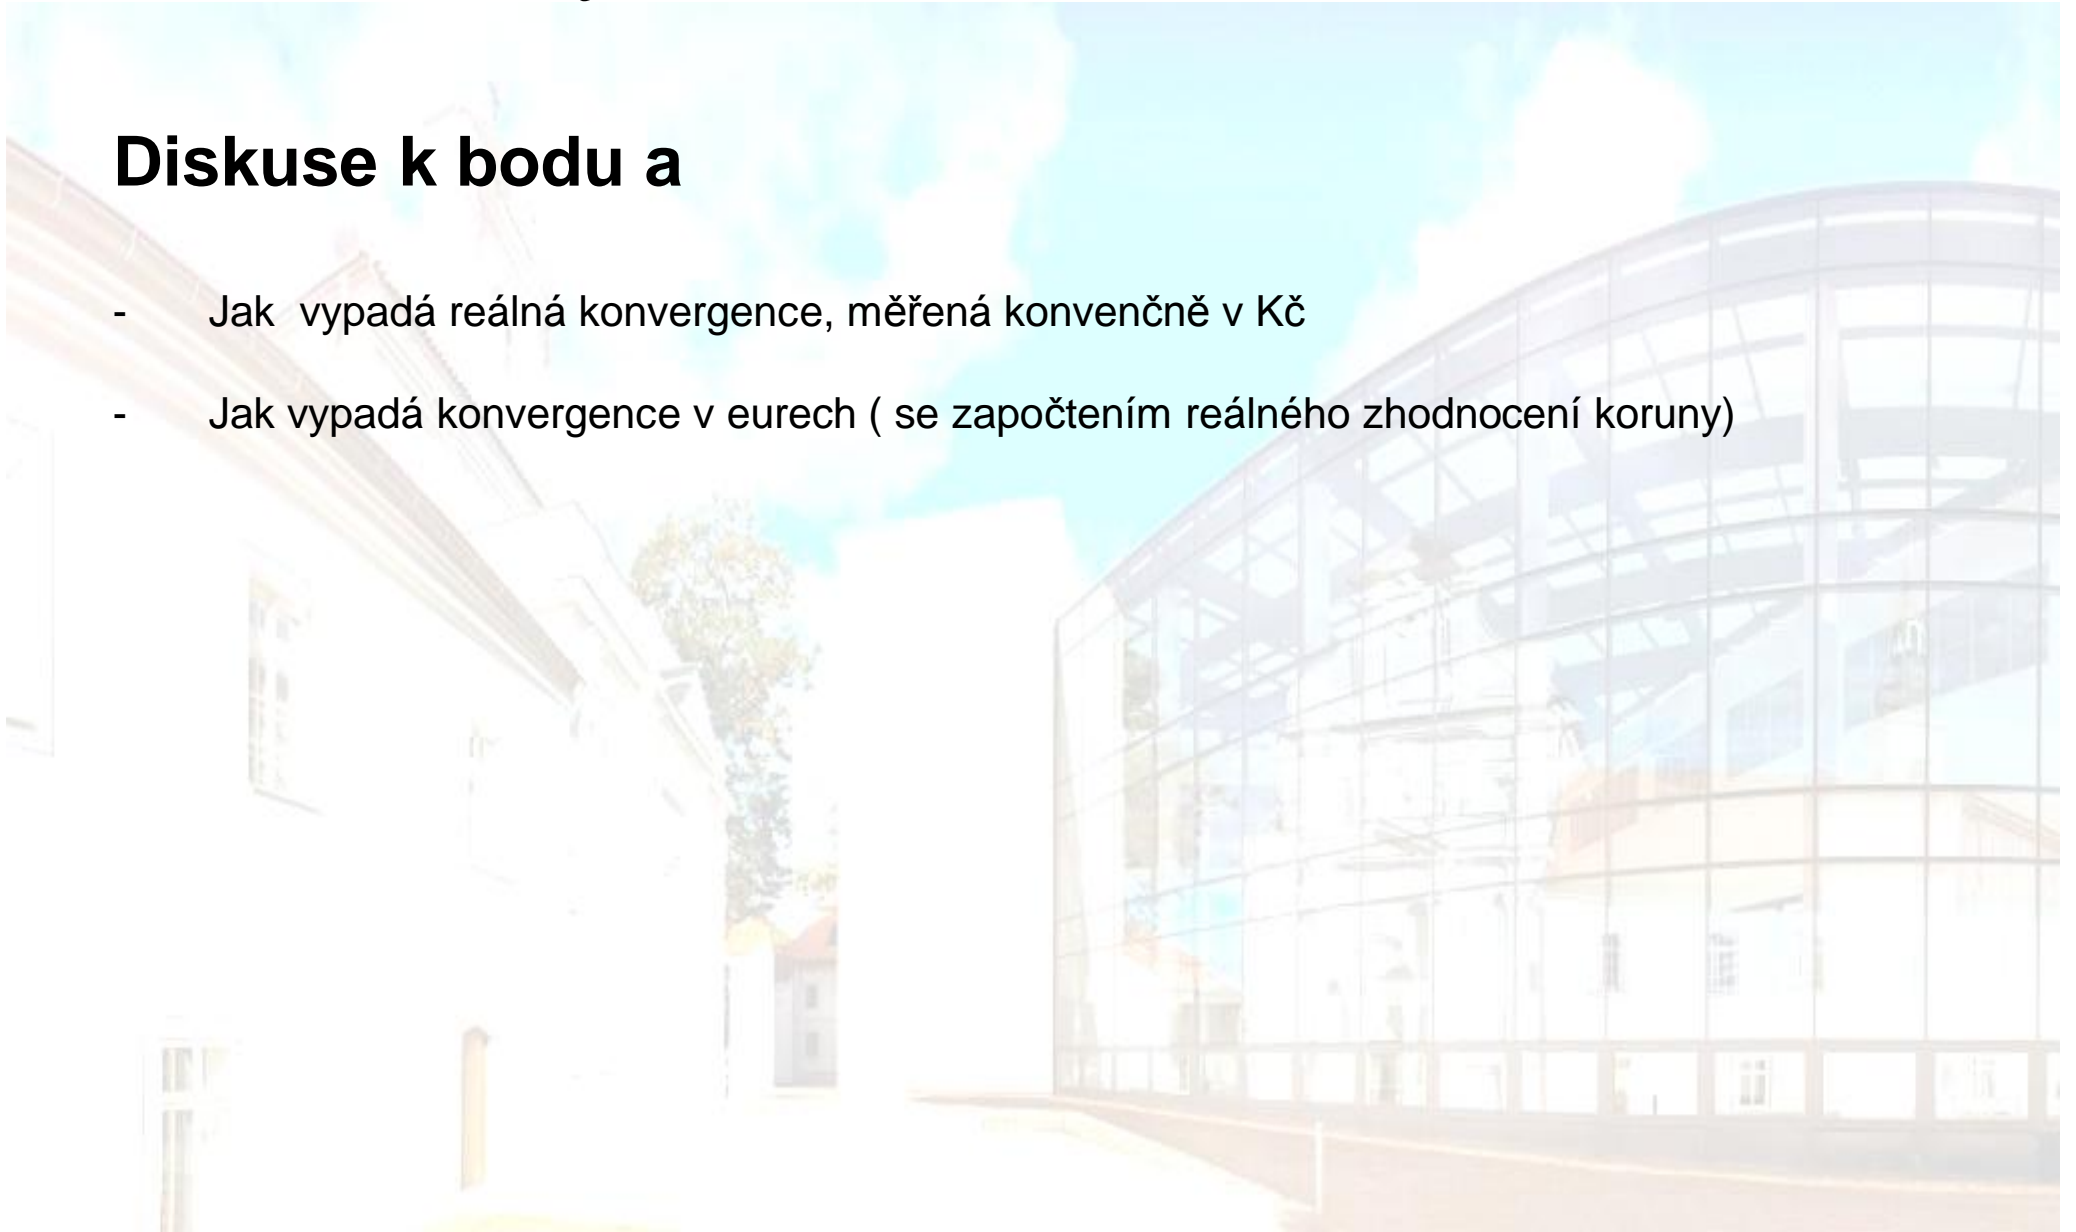 Diskuse k bodu a
- Jak vypadá reálná konvergence, měřená konvenčně v Kč
- Jak vypadá konvergence v eurech ( se započtením reálného zhodnocení koruny)